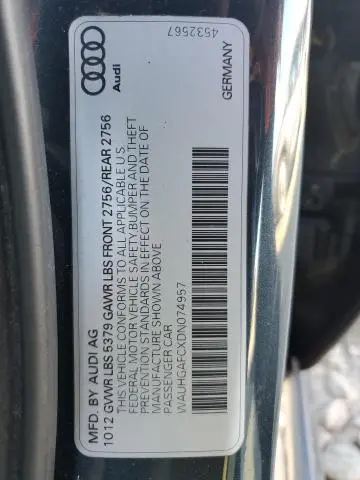 MFD. BY AUDI AG
1012 GVWR LBS 5379 GAWR LBS FRONT 2756/REAR 2756
THIS VEHICLE CONFORMS TO ALL APPLICABLE U.S.
FEDERAL MOTOR VEHICLE SAFETY, BUMPER AND THEFT
PREVENTION STANDARDS IN EFFECT ON THE DATE OF
MANUFACTURE SHOWN ABOVE
PASSENGER CAR
WAUHGAFCXDN074957
Audi
4532567
GERMANY